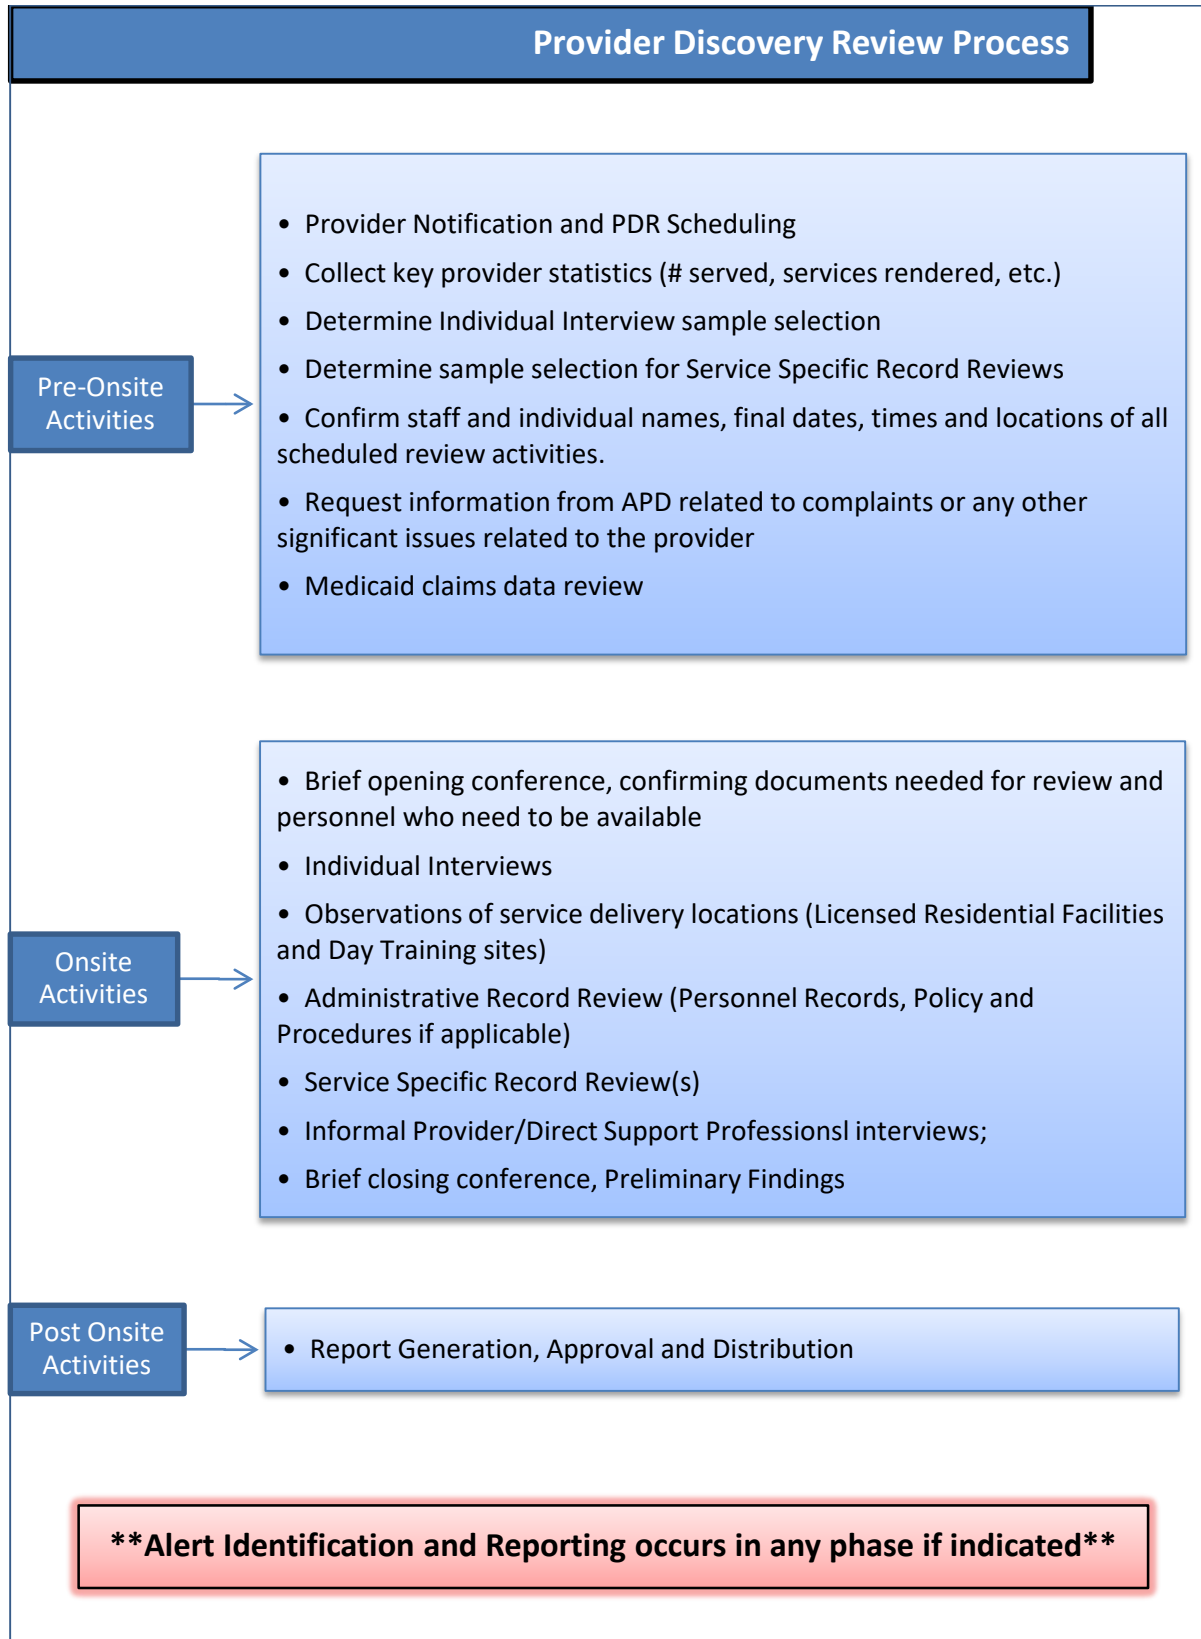 Provider Discovery Review Process
Pre-Onsite
Activities
• Provider Notification and PDR Scheduling
• Collect key provider statistics (# served, services rendered, etc.)
• Determine Individual Interview sample selection
• Determine sample selection for Service Specific Record Reviews
• Confirm staff and individual names, final dates, times and locations of all
scheduled review activities.
• Request information from APD related to complaints or any other
significant issues related to the provider
• Medicaid claims data review
Onsite
Activities
• Brief opening conference, confirming documents needed for review and
personnel who need to be available
• Individual Interviews
• Observations of service delivery locations (Licensed Residential Facilities
and Day Training sites)
• Administrative Record Review (Personnel Records, Policy and
Procedures if applicable)
• Service Specific Record Review(s)
• Informal Provider/Direct Support Professionsl interviews;
• Brief closing conference, Preliminary Findings
Post Onsite
Activities
• Report Generation, Approval and Distribution
**Alert Identification and Reporting occurs in any phase if indicated**